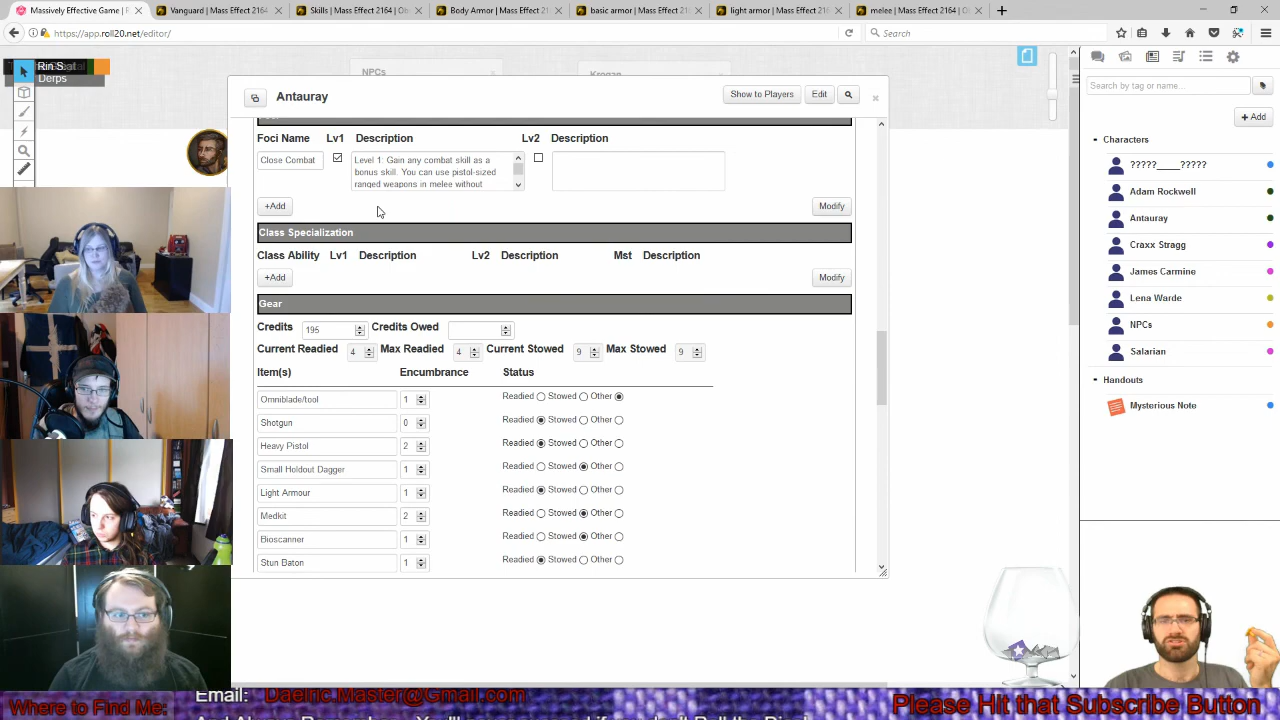 Massively Effective Game | R
Vanguard | Mass Effect 2164
Skills | Mass Effect 2164 | Ob
Body Armor | Mass Effect 21
basic armor | Mass Effect 216
light armor | Mass Effect 2164
melee | Mass Effect 2164 | O
https://app.roll20.net/editor/
Search
Rin S.
Derps
NPCs
Krogze
Antauray
Show to Players
Edit
Foci Name Lv1 Description Lv2 Description
Close Combat
Level 1: Gain any combat skill as a
bonus skill. You can use pistol-sized
ranged weapons in melee without
+Add
Modify
Class Specialization
Class Ability Lv1 Description Lv2 Description Mst Description
+Add
Modify
Gear
Credits 195 Credits Owed
Current Readied 4 Max Readied 4 Current Stowed 9 Max Stowed 9
Item(s) Encumbrance Status
Omniblade/tool 1 Readied Stowed Other
Shotgun 0 Readied Stowed Other
Heavy Pistol 2 Readied Stowed Other
Small Holdout Dagger 1 Readied Stowed Other
Light Armour 1 Readied Stowed Other
Medkit 2 Readied Stowed Other
Bioscanner 1 Readied Stowed Other
Stun Baton 1 Readied Stowed Other
Search by tag or name...
+ Add
Characters
?????____?????
Adam Rockwell
Antauray
Craxx Stragg
James Carmine
Lena Warde
NPCs
Salarian
Handouts
Mysterious Note
Where to Find Me:
Email: Daelric.Master@Gmail.com
Please Hit that Subscribe Button